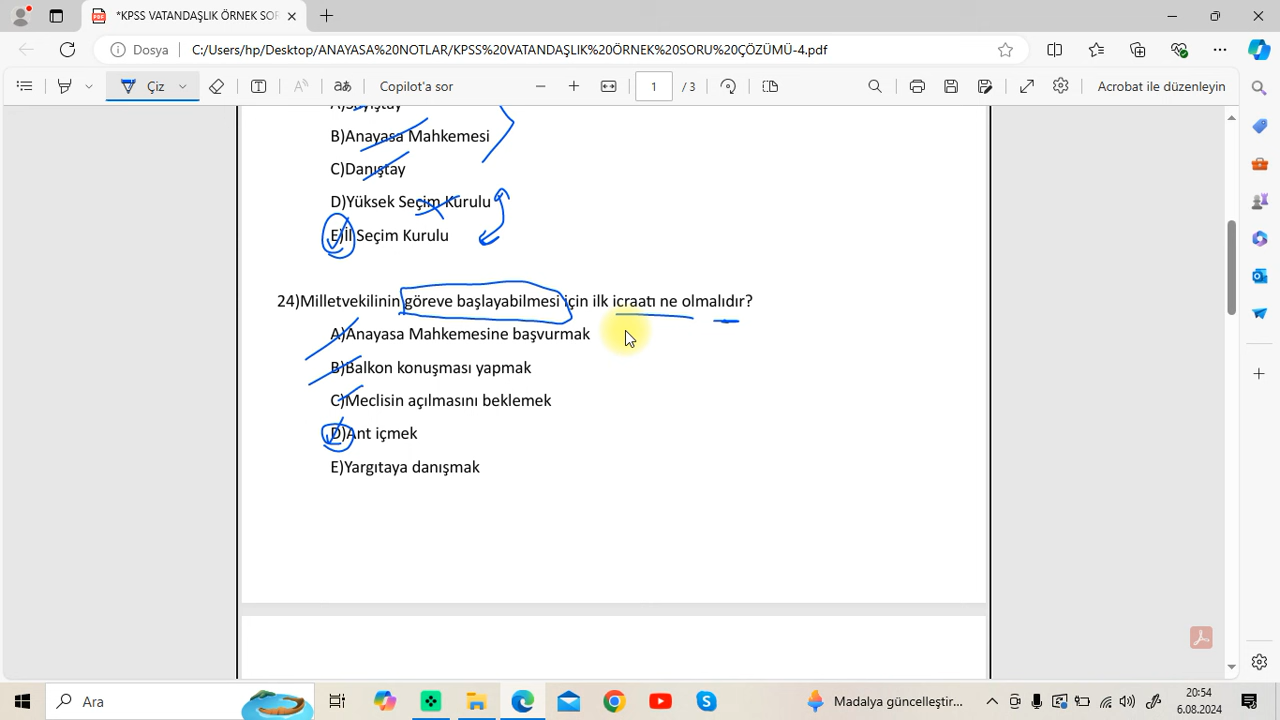 *KPSS VATANDAŞLIK ÖRNEK SOR
Dosya C:/Users/hp/Desktop/ANAYASA%20NOTLAR/KPSS%20VATANDAŞLIK%20ÖRNEK%20SORU%20ÇÖZÜMÜ-4.pdf
Çiz Copilot'a sor 1 / 3 Acrobat ile düzenleyin
A)Sayıştay
B)Anayasa Mahkemesi
C)Danıştay
D)Yüksek Seçim Kurulu
E)İl Seçim Kurulu
24)Milletvekilinin göreve başlayabilmesi için ilk icraatı ne olmalıdır?
A)Anayasa Mahkemesine başvurmak
B)Balkon konuşması yapmak
C)Meclisin açılmasını beklemek
D)Ant içmek
E)Yargıtaya danışmak
Ara
Madalya güncelleştir...
20:54
6.08.2024